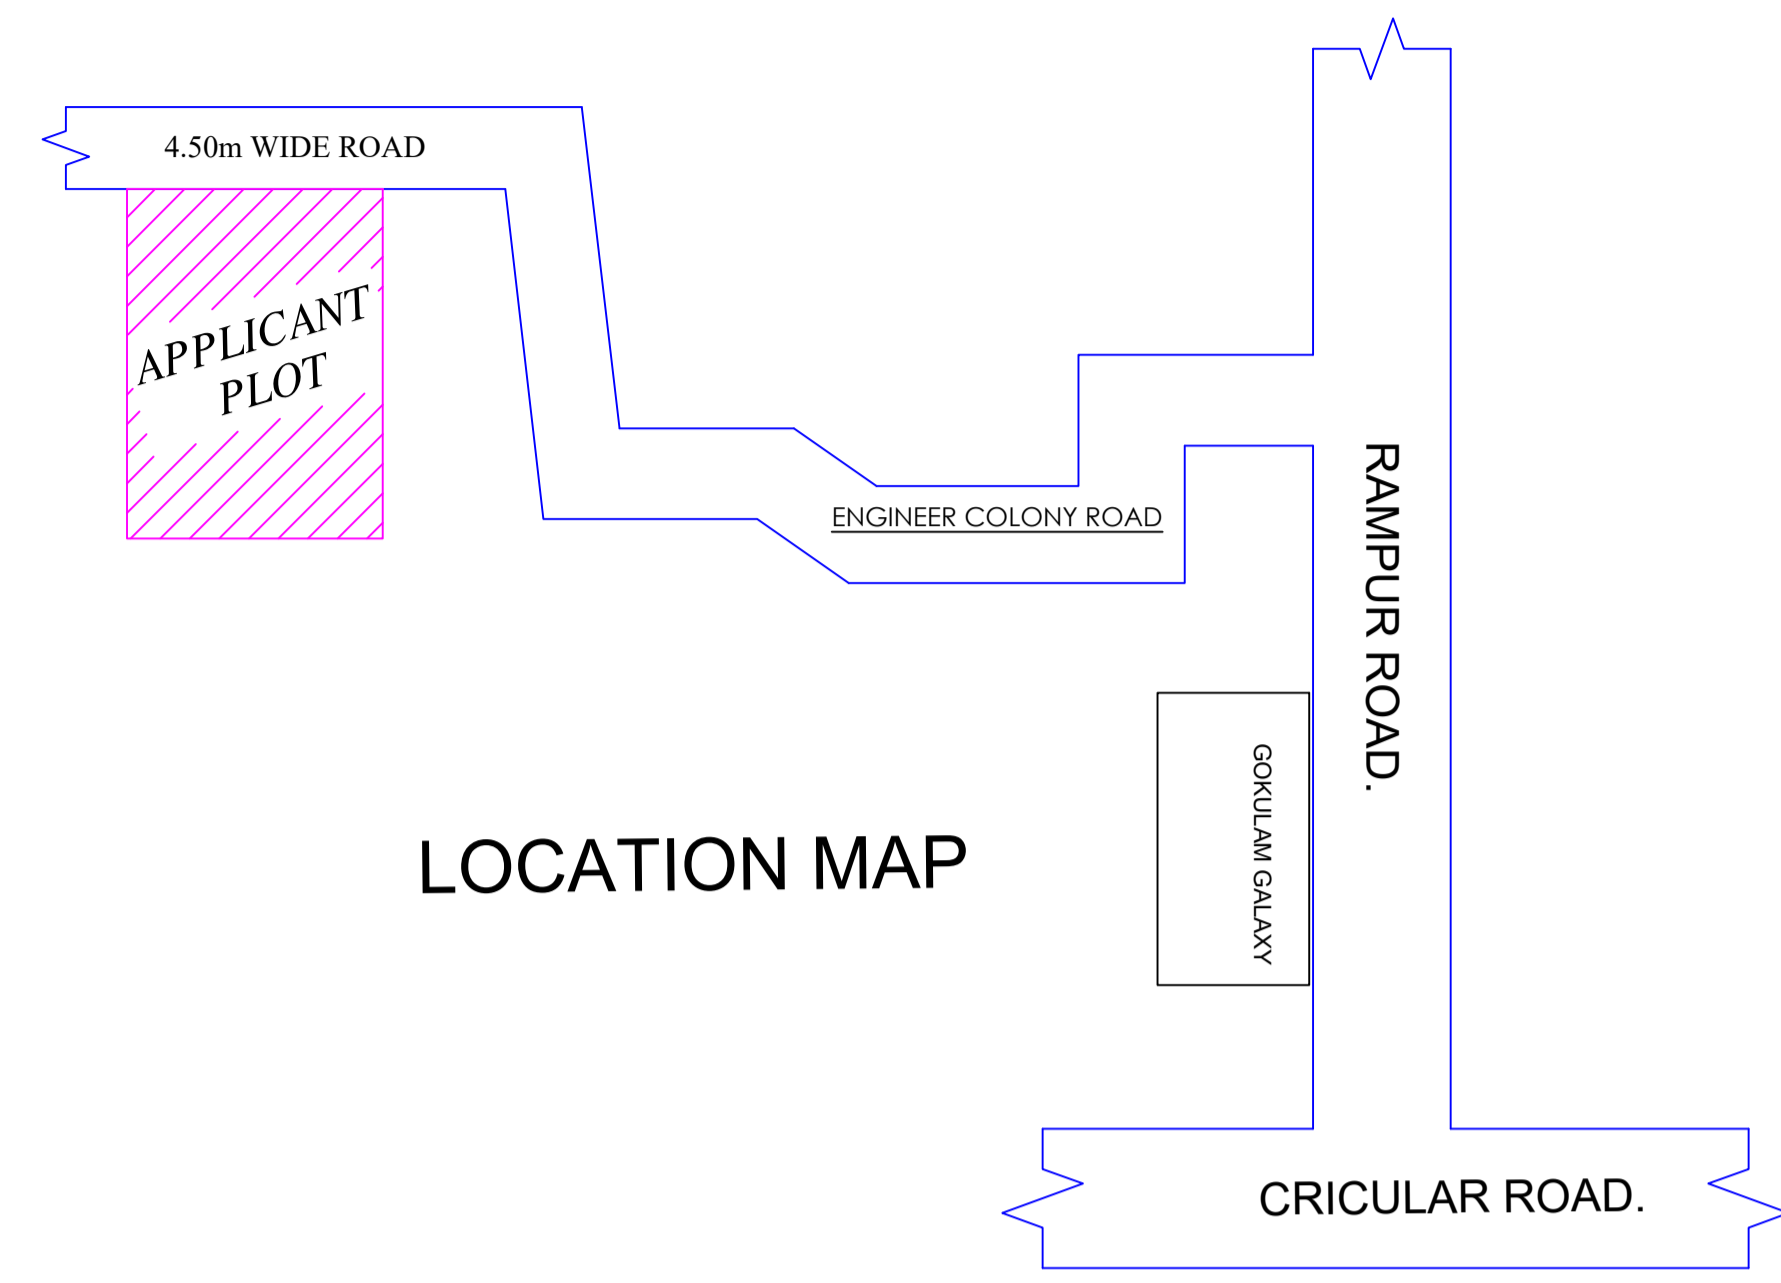 4.50m WIDE ROAD
APPLICANT
PLOT
ENGINEER COLONY ROAD
RAMPUR ROAD.
GOKULAM GALAXY
LOCATION MAP
CRICULAR ROAD.